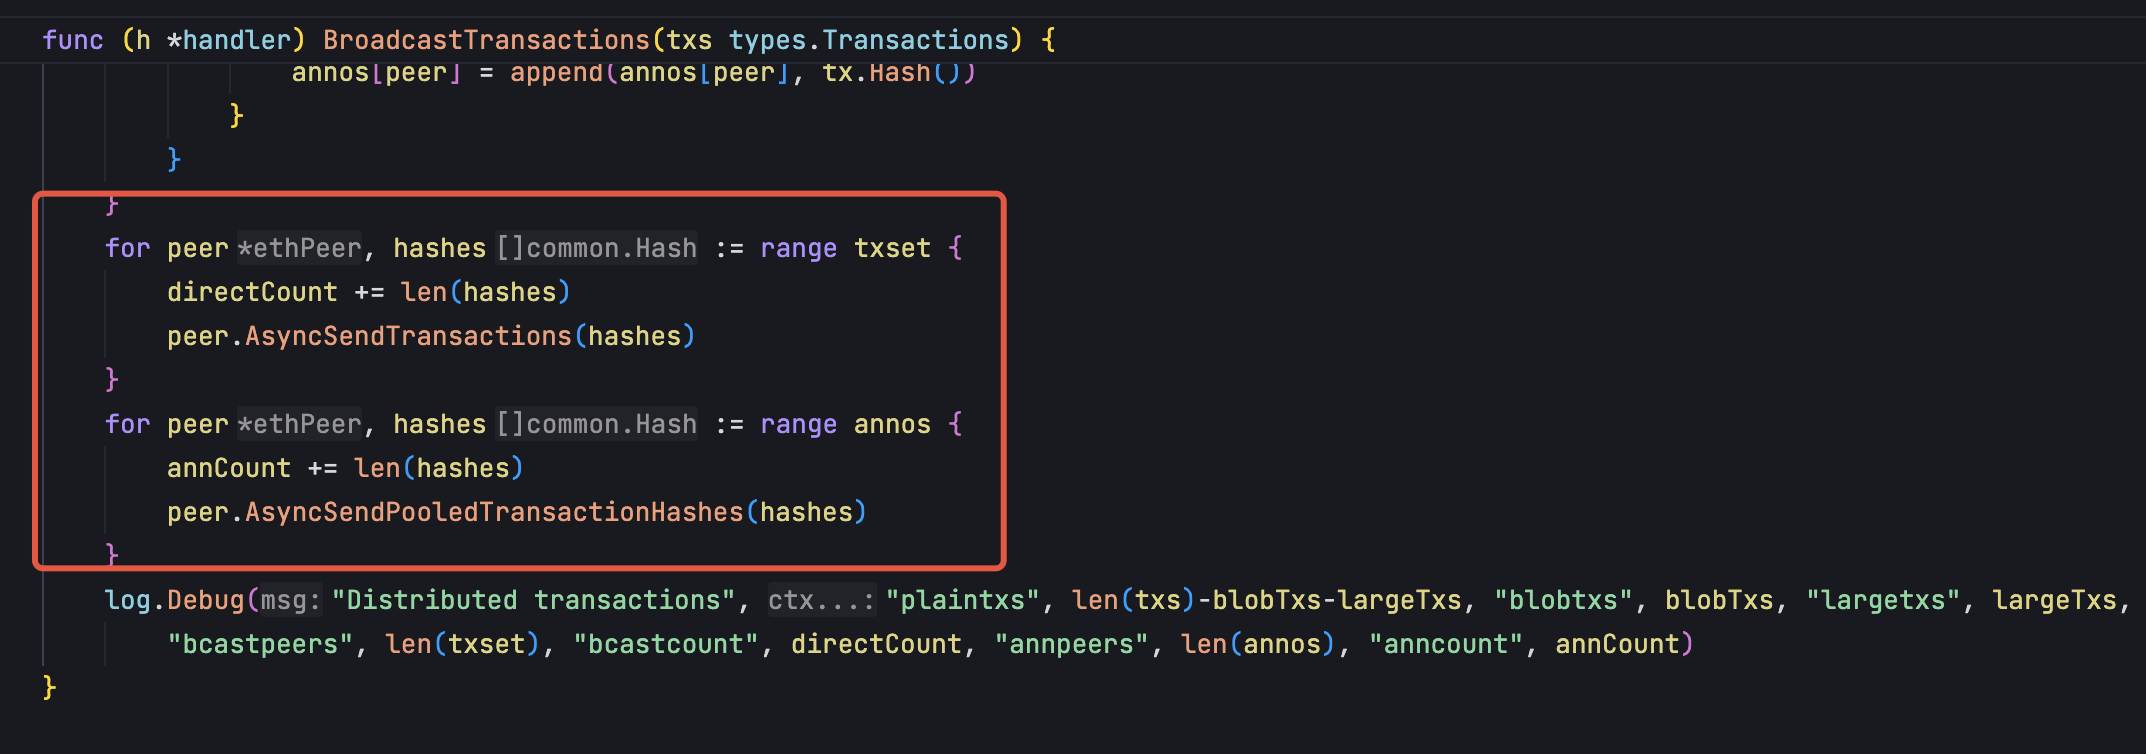 func (h *handler) BroadcastTransactions(txs types.Transactions) {
annos[peer] = append(annos[peer], tx.Hash())
}
}
}
for peer *ethPeer, hashes []common.Hash := range txset {
directCount += len(hashes)
peer.AsyncSendTransactions(hashes)
}
for peer *ethPeer, hashes []common.Hash := range annos {
annCount += len(hashes)
peer.AsyncSendPooledTransactionHashes(hashes)
}
log.Debug(msg: "Distributed transactions", ctx...: "plaintxs", len(txs)-blobTxs-largeTxs, "blobtxs", blobTxs, "largetxs", largeTxs,
"bcastpeers", len(txset), "bcastcount", directCount, "annpeers", len(annos), "anncount", annCount)
}